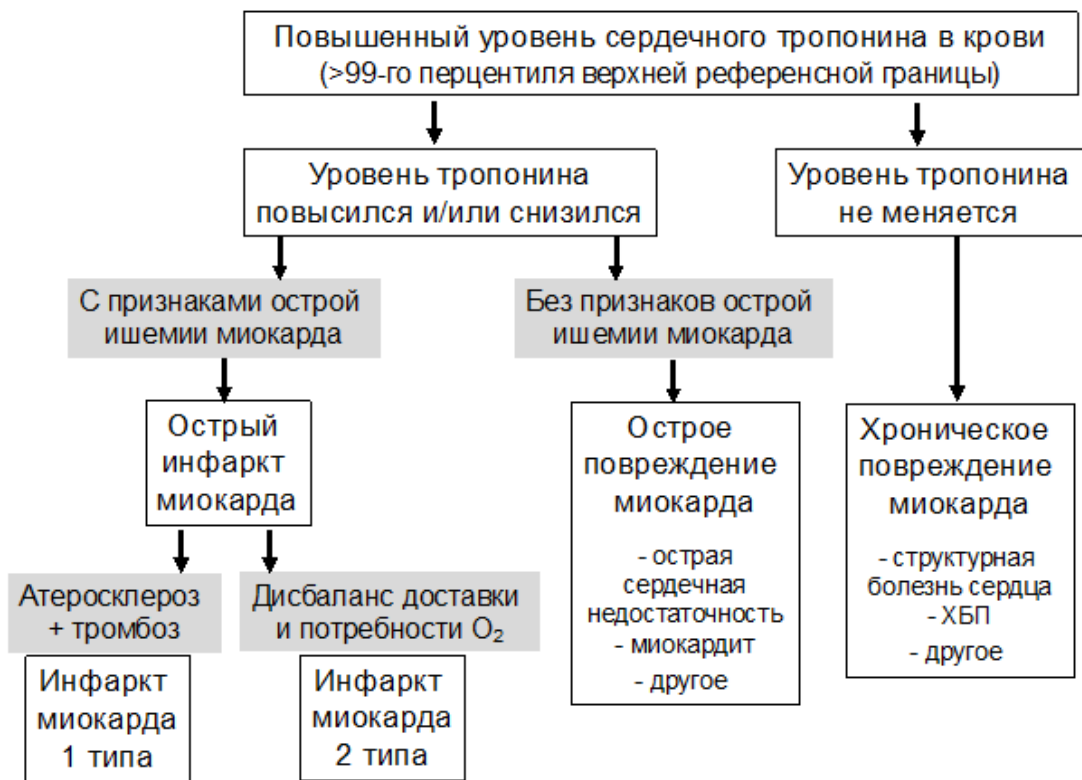 Повышенный уровень сердечного тропонина в крови
(>99-го перцентиля верхней референсной границы)
Уровень тропонина
повысился и/или снизился
Уровень тропонина
не меняется
С признаками острой
ишемии миокарда
Без признаков острой
ишемии миокарда
Острый
инфаркт
миокарда
Острое
повреждение
миокарда
- острая
сердечная
недостаточность
- миокардит
- другое
Хроническое
повреждение
миокарда
- структурная
болезнь сердца
- ХБП
- другое
Атеросклероз
+ тромбоз
Дисбаланс доставки
и потребности O₂
Инфаркт
миокарда
1 типа
Инфаркт
миокарда
2 типа